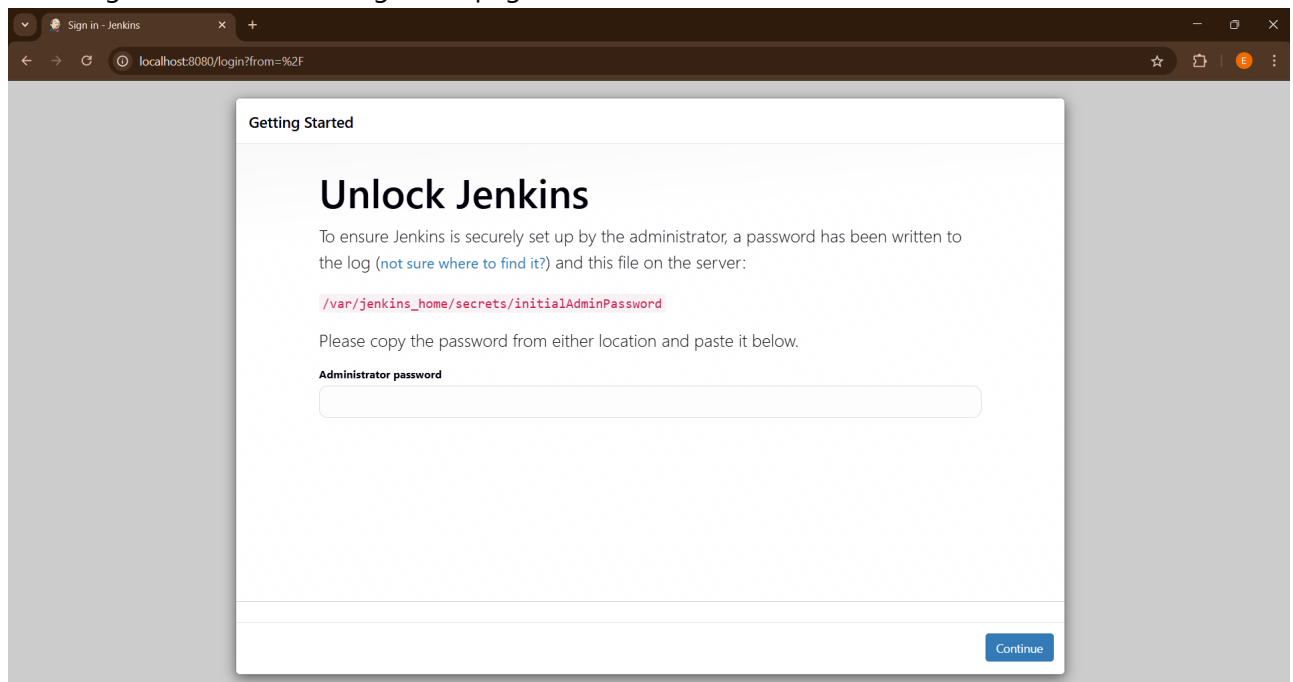 Sign in - Jenkins
localhost:8080/login?from=%2F
E
Getting Started
Unlock Jenkins
To ensure Jenkins is securely set up by the administrator, a password has been written to
the log (not sure where to find it?) and this file on the server:
/var/jenkins_home/secrets/initialAdminPassword
Please copy the password from either location and paste it below.
Administrator password
Continue